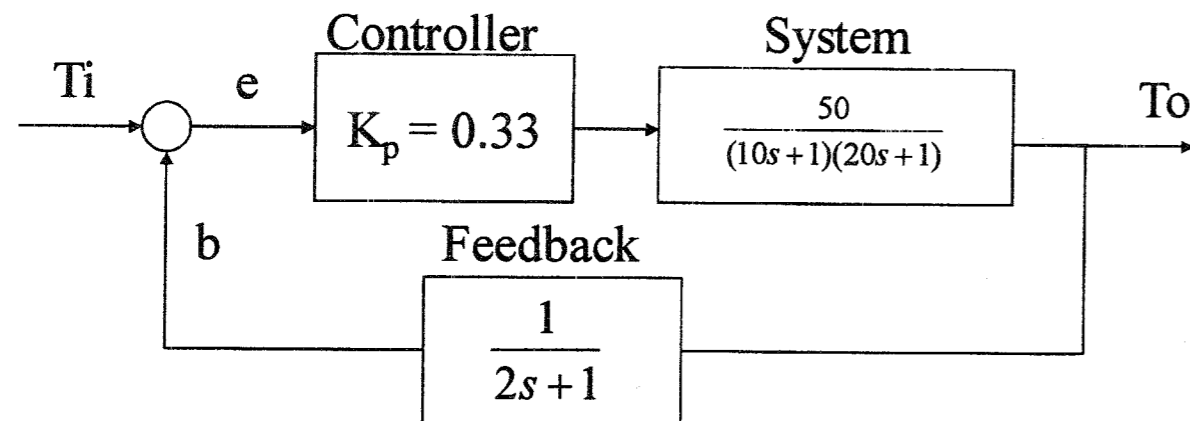 Controller
System
Ti
e
K_p = 0.33
50
(10s+1)(20s+1)
To
b
Feedback
1
2s+1